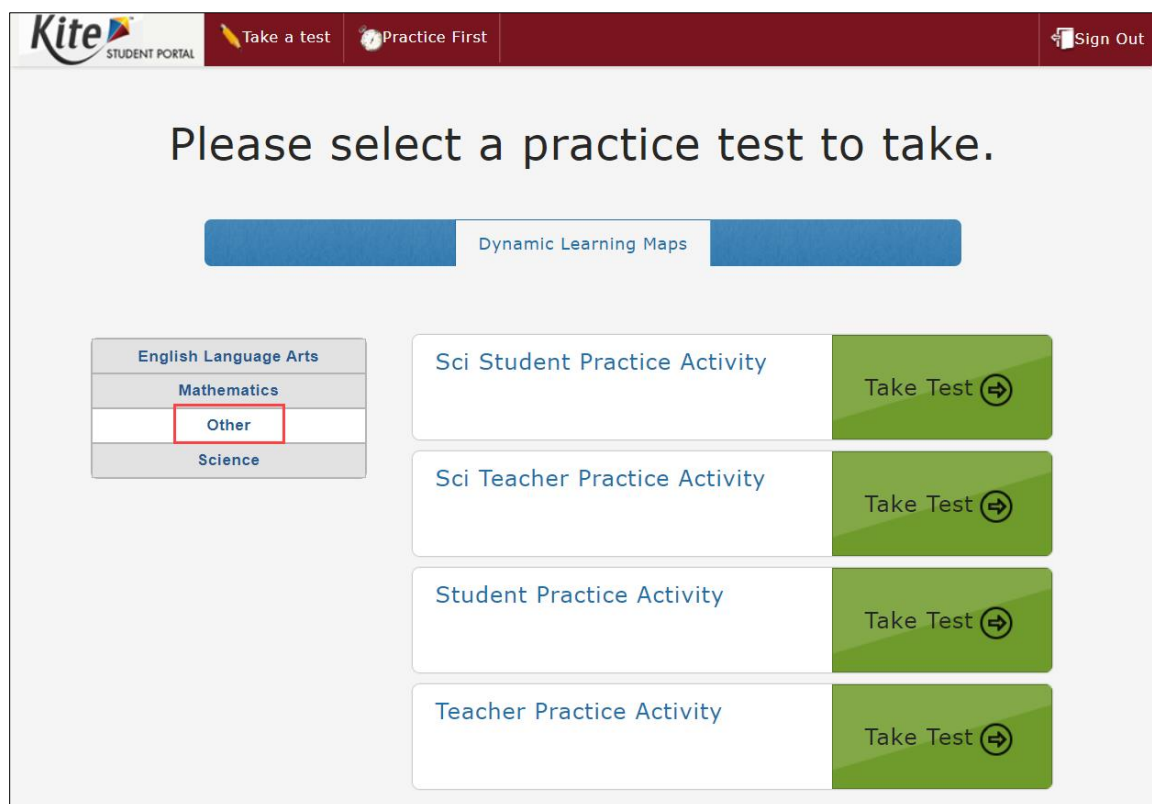 Kite STUDENT PORTAL
Take a test
Practice First
Sign Out
Please select a practice test to take.
Dynamic Learning Maps
English Language Arts
Mathematics
Other
Science
Sci Student Practice Activity
Take Test
Sci Teacher Practice Activity
Take Test
Student Practice Activity
Take Test
Teacher Practice Activity
Take Test